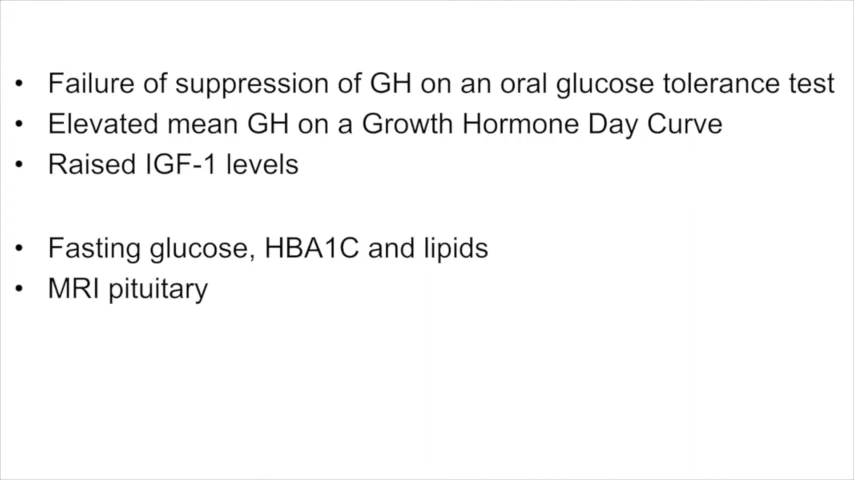 • Failure of suppression of GH on an oral glucose tolerance test
• Elevated mean GH on a Growth Hormone Day Curve
• Raised IGF-1 levels
• Fasting glucose, HBA1C and lipids
• MRI pituitary